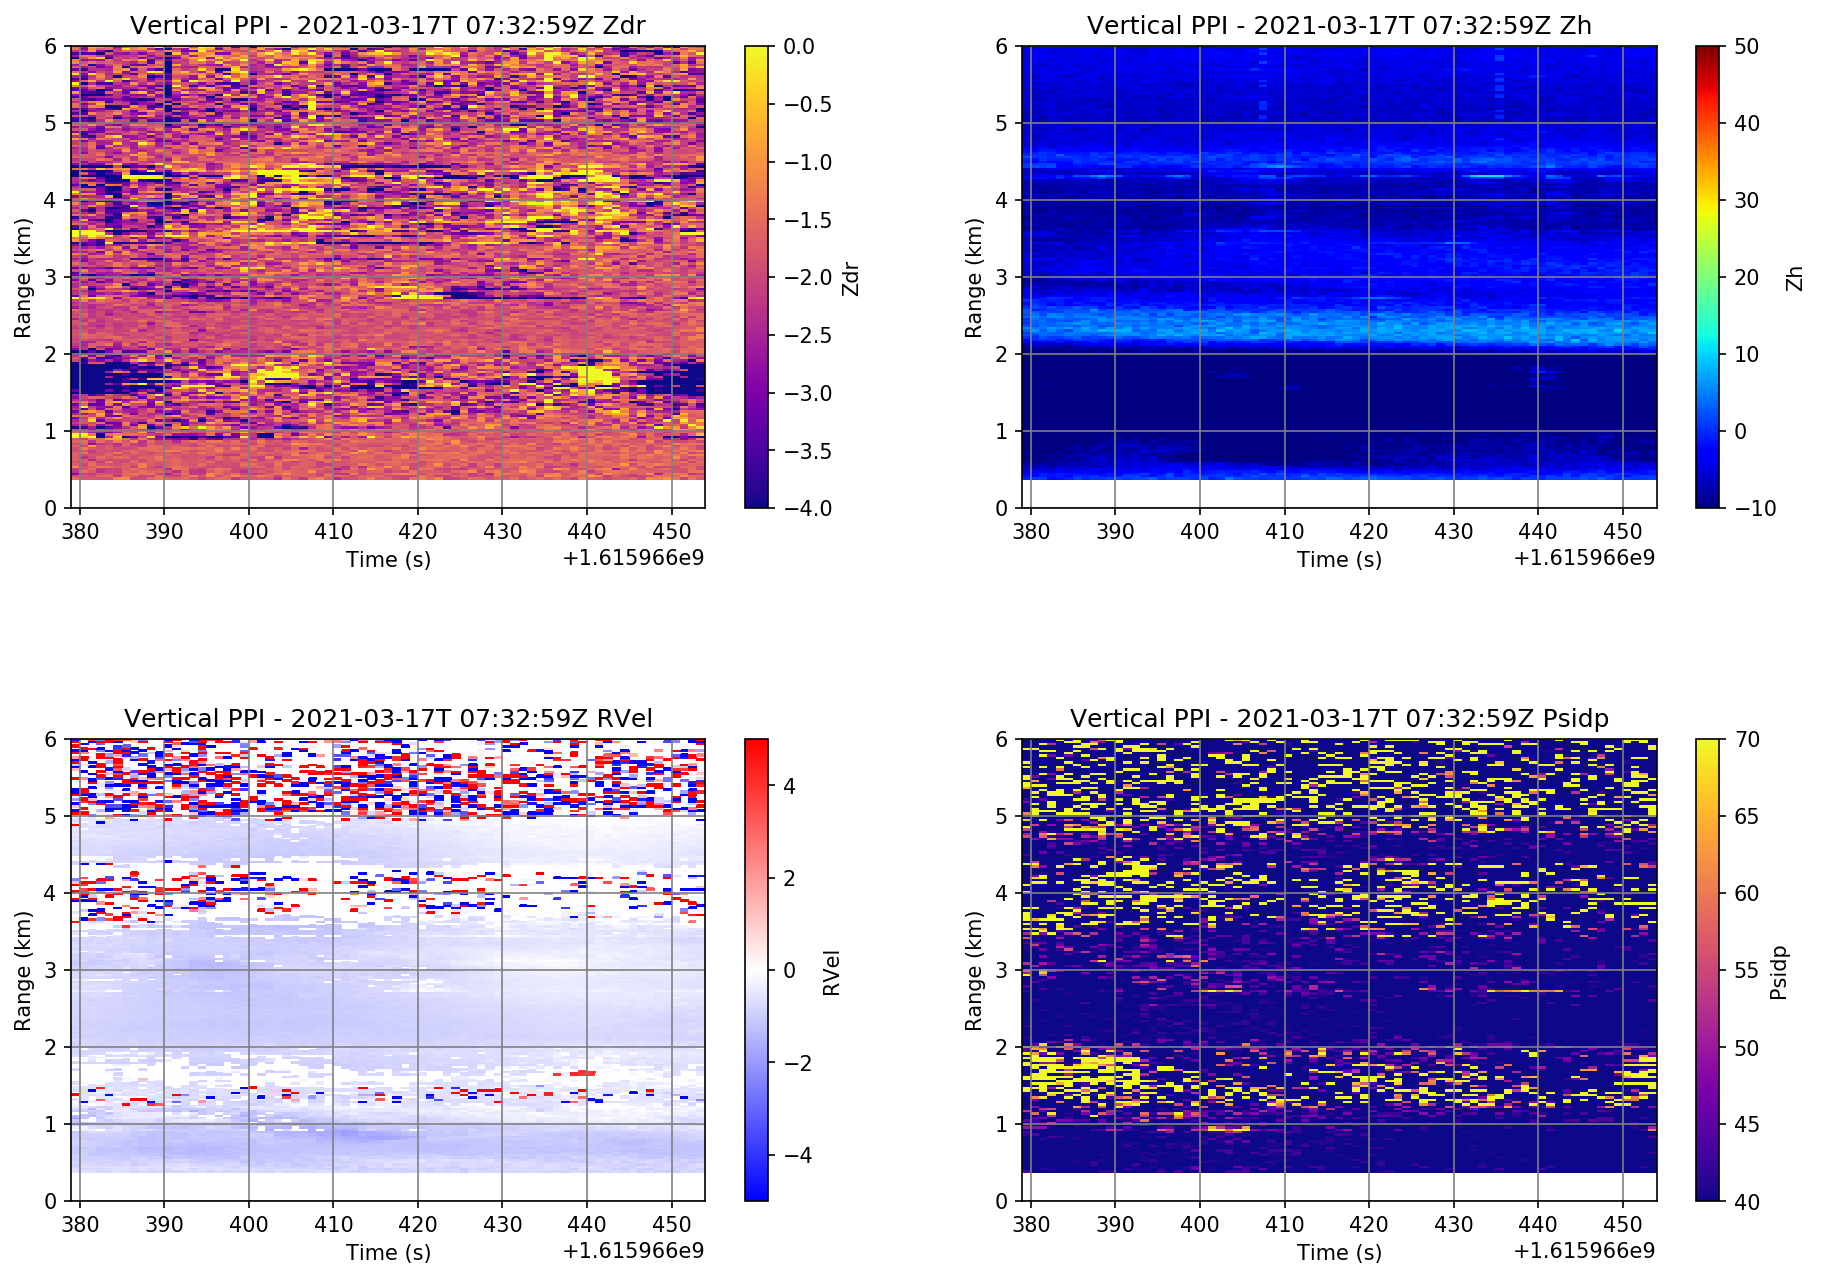 Vertical PPI - 2021-03-17T 07:32:59Z Zdr
6
5
4
3
2
1
0
Range (km)
380 390 400 410 420 430 440 450
Time (s)
+1.615966e9
0.0
−0.5
−1.0
−1.5
−2.0
−2.5
−3.0
−3.5
−4.0
Zdr
Vertical PPI - 2021-03-17T 07:32:59Z Zh
6
5
4
3
2
1
0
Range (km)
380 390 400 410 420 430 440 450
Time (s)
+1.615966e9
50
40
30
20
10
0
−10
Zh
Vertical PPI - 2021-03-17T 07:32:59Z RVel
6
5
4
3
2
1
0
Range (km)
380 390 400 410 420 430 440 450
Time (s)
+1.615966e9
4
2
0
−2
−4
RVel
Vertical PPI - 2021-03-17T 07:32:59Z Psidp
6
5
4
3
2
1
0
Range (km)
380 390 400 410 420 430 440 450
Time (s)
+1.615966e9
70
65
60
55
50
45
40
Psidp